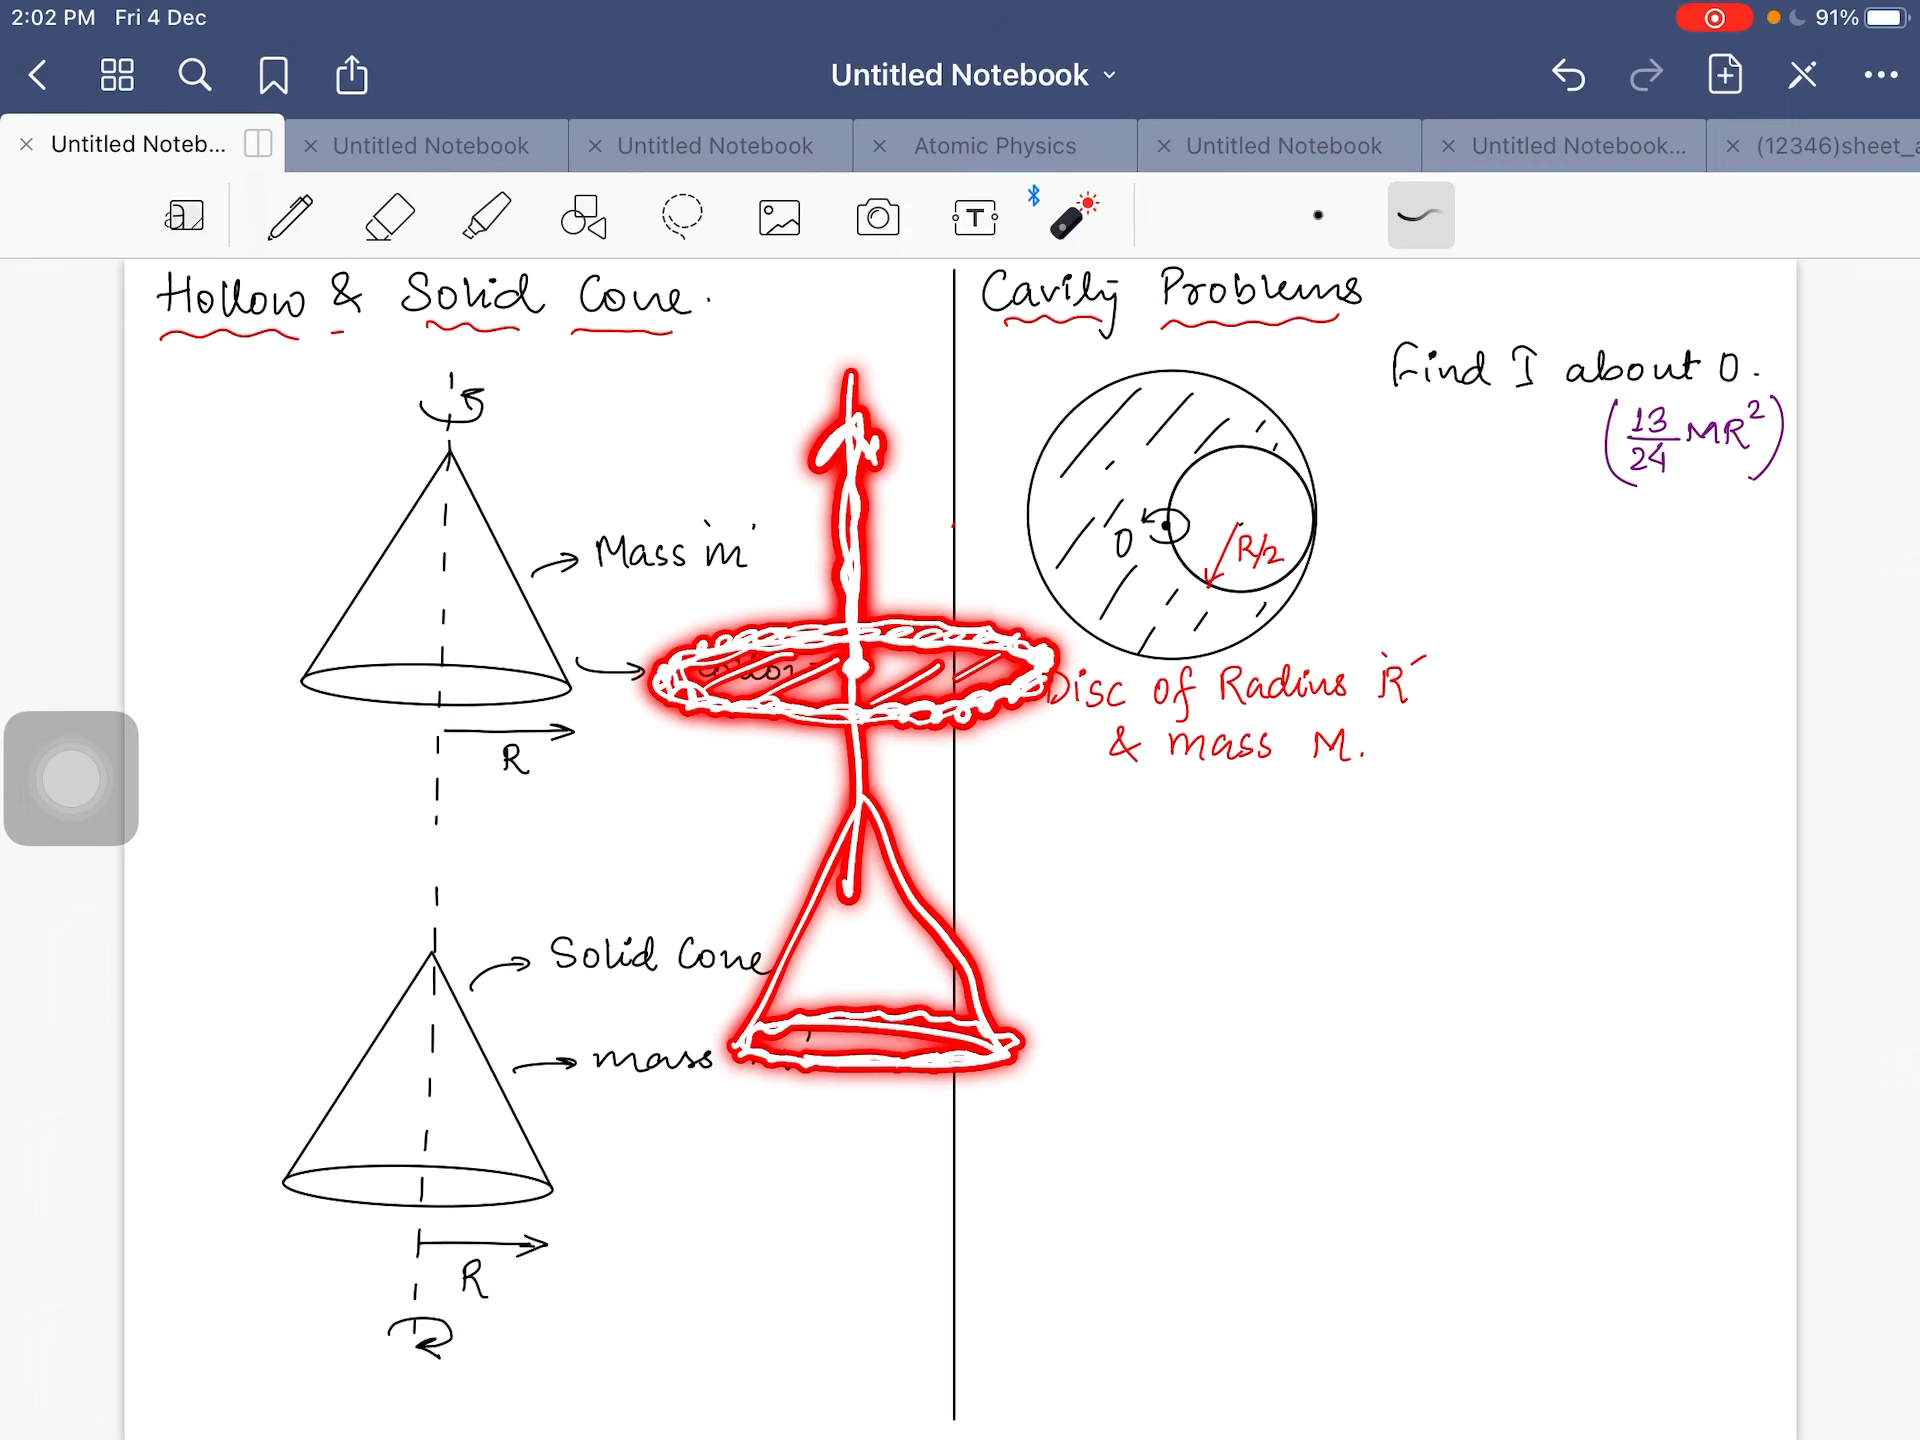 2:02 PM Fri 4 Dec
91%
Untitled Notebook
Untitled Noteb...
Untitled Notebook
Untitled Notebook
Atomic Physics
Untitled Notebook
Untitled Notebook...
(12346)sheet_a
Hollow & Solid Cone.
Mass 'm'
R
Solid Cone
mass
R
Cavity Problems
Find I about O.
(13/24 MR²)
O
R/2
Disc of Radius 'R'
& mass M.